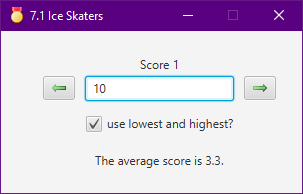 7.1 Ice Skaters
Score 1
10
use lowest and highest?
The average score is 3.3.